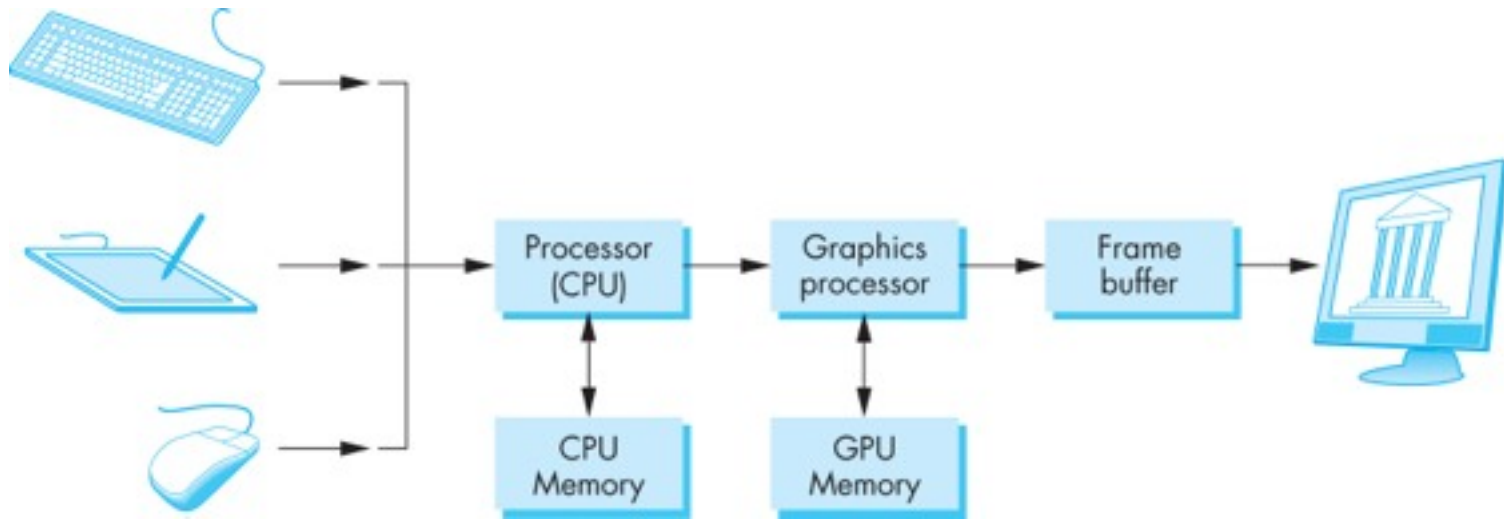 Processor
(CPU)
Graphics
processor
Frame
buffer
CPU
Memory
GPU
Memory